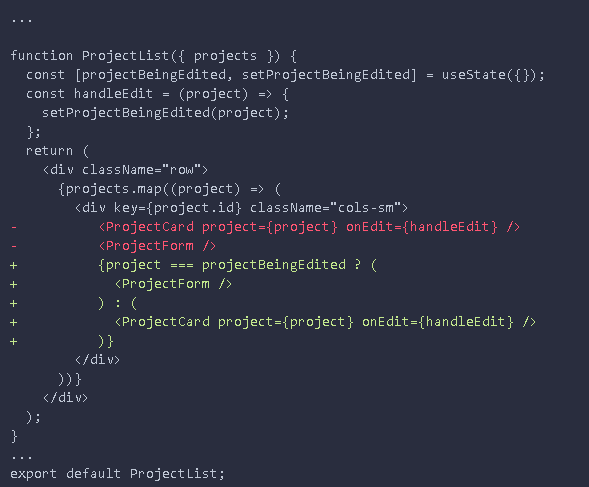 ...
function ProjectList({ projects }) {
  const [projectBeingEdited, setProjectBeingEdited] = useState({});
  const handleEdit = (project) => {
    setProjectBeingEdited(project);
  };
  return (
    <div className="row">
      {projects.map((project) => (
        <div key={project.id} className="cols-sm">
-          <ProjectCard project={project} onEdit={handleEdit} />
-          <ProjectForm />
+          {project === projectBeingEdited ? (
+            <ProjectForm />
+          ) : (
+            <ProjectCard project={project} onEdit={handleEdit} />
+          )}
        </div>
      ))}
    </div>
  );
}
...
export default ProjectList;